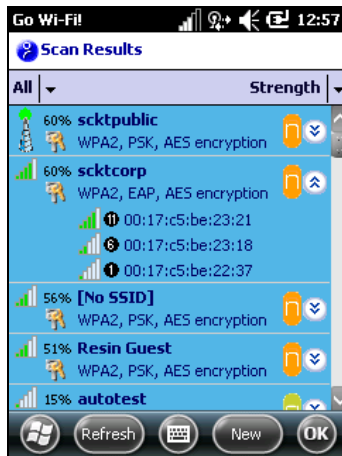 Go Wi-Fi! 12:57
Scan Results
All Strength
60% scktpublic
WPA2, PSK, AES encryption n
60% scktcorp
WPA2, EAP, AES encryption n
11 00:17:c5:be:23:21
6 00:17:c5:be:23:18
1 00:17:c5:be:22:37
56% [No SSID]
WPA2, PSK, AES encryption n
51% Resin Guest
WPA2, PSK, AES encryption n
15% autotest
Refresh New OK